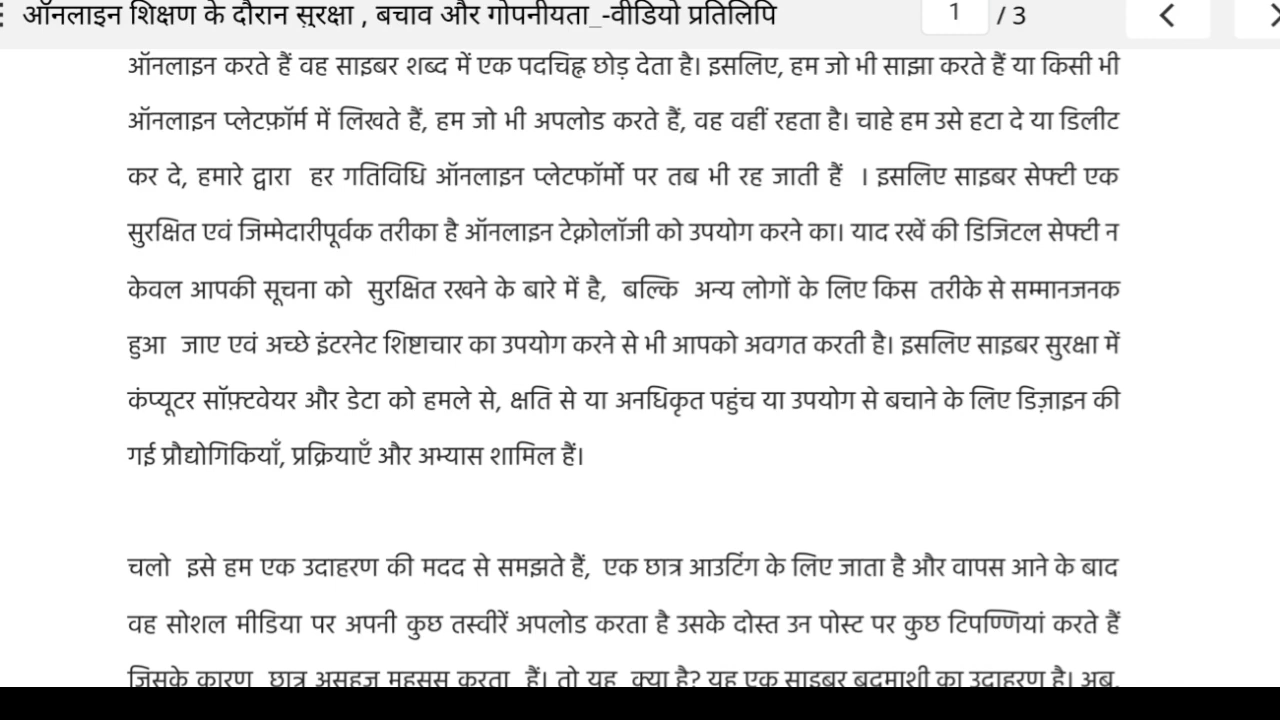 ऑनलाइन शिक्षण के दौरान सुरक्षा , बचाव और गोपनीयता _-वीडियो प्रतिलिपि
1 / 3
ऑनलाइन करते हैं वह साइबर शब्द में एक पदचिह्न छोड़ देता है। इसलिए, हम जो भी साझा करते हैं या किसी भी
ऑनलाइन प्लेटफ़ॉर्म में लिखते हैं, हम जो भी अपलोड करते हैं, वह वहीं रहता है। चाहे हम उसे हटा दे या डिलीट
कर दे, हमारे द्वारा हर गतिविधि ऑनलाइन प्लेटफॉर्मो पर तब भी रह जाती हैं । इसलिए साइबर सेफ्टी एक
सुरक्षित एवं जिम्मेदारीपूर्वक तरीका है ऑनलाइन टेक्नोलॉजी को उपयोग करने का। याद रखें की डिजिटल सेफ्टी न
केवल आपकी सूचना को सुरक्षित रखने के बारे में है, बल्कि अन्य लोगों के लिए किस तरीके से सम्मानजनक
हुआ जाए एवं अच्छे इंटरनेट शिष्टाचार का उपयोग करने से भी आपको अवगत करती है। इसलिए साइबर सुरक्षा में
कंप्यूटर सॉफ़्टवेयर और डेटा को हमले से, क्षति से या अनधिकृत पहुंच या उपयोग से बचाने के लिए डिज़ाइन की
गई प्रौद्योगिकियाँ, प्रक्रियाएँ और अभ्यास शामिल हैं।
चलो इसे हम एक उदाहरण की मदद से समझते हैं, एक छात्र आउटिंग के लिए जाता है और वापस आने के बाद
वह सोशल मीडिया पर अपनी कुछ तस्वीरें अपलोड करता है उसके दोस्त उन पोस्ट पर कुछ टिपण्णियां करते हैं
जिसके कारण छात्र असहज महसूस करता हैं। तो यह क्या है? यह एक साइबर बदमाशी का उदाहरण है। अब,